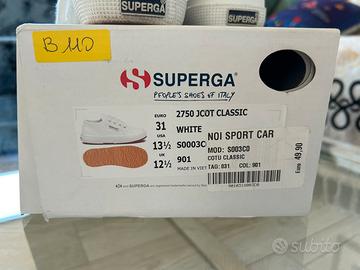 SUPERGA
B 110
SUPERGA
PEOPLE'S SHOES OF ITALY
EURO
31
USA
13½
UK
12½
2750 JCOT CLASSIC
WHITE
S0003C
901
MADE IN VIET
NOI SPORT CAR
MOD: S003C0
COTU CLASSIC
TAG: 031 COL: 901
Euro 49,90
subito